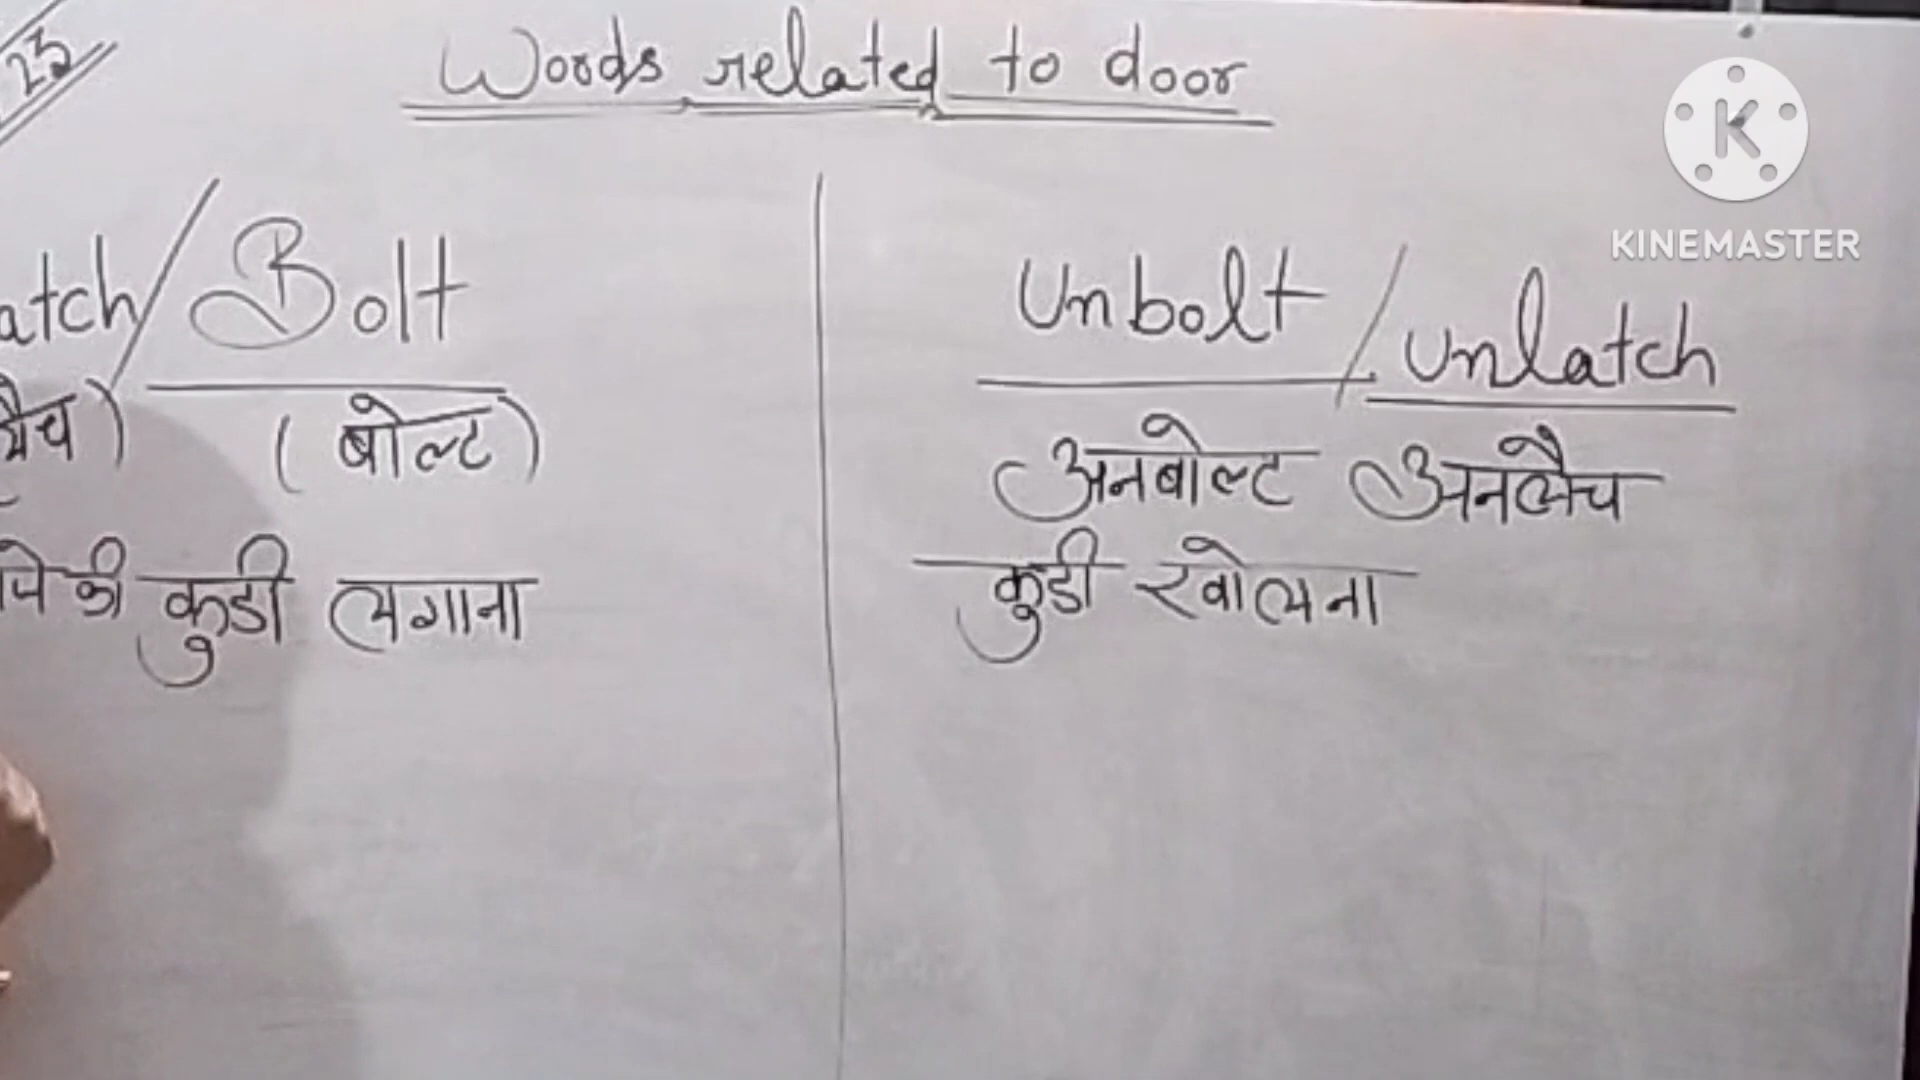 23
Words related to door
atch / Bolt
(बोल्ट)
की कुडी लगाना
Unbolt / unlatch
अनबोल्ट अनलैच
कुडी खोलना
K
KINEMASTER